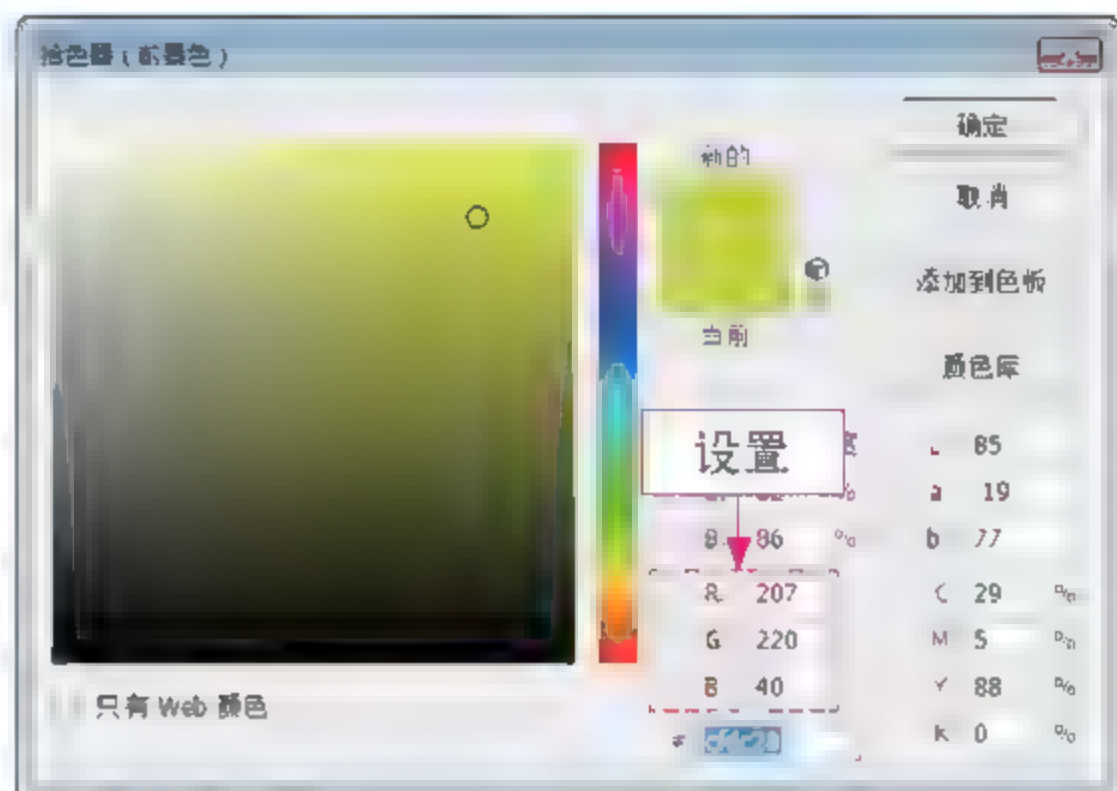 拾色器（前景色）
确定
新的
取消
添加到色板
当前
颜色库
设置
L 85
a 19
B 86 %
b 77
R 207
C 29 %
G 220
M 5 %
B 40
Y 88 %
只有 Web 颜色
#
K 0 %